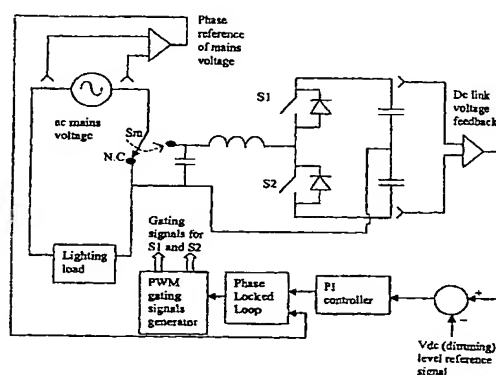 Phase
reference
of mains
voltage
ac mains
voltage
Sm
N.C
S1
S2
Dc link
voltage
feedback
Gating
signals for
S1 and S2
Lighting
load
PWM
gating
signals
generator
Phase
Locked
Loop
PI
controller
+
−
Vdc (dimming)
level reference
signal